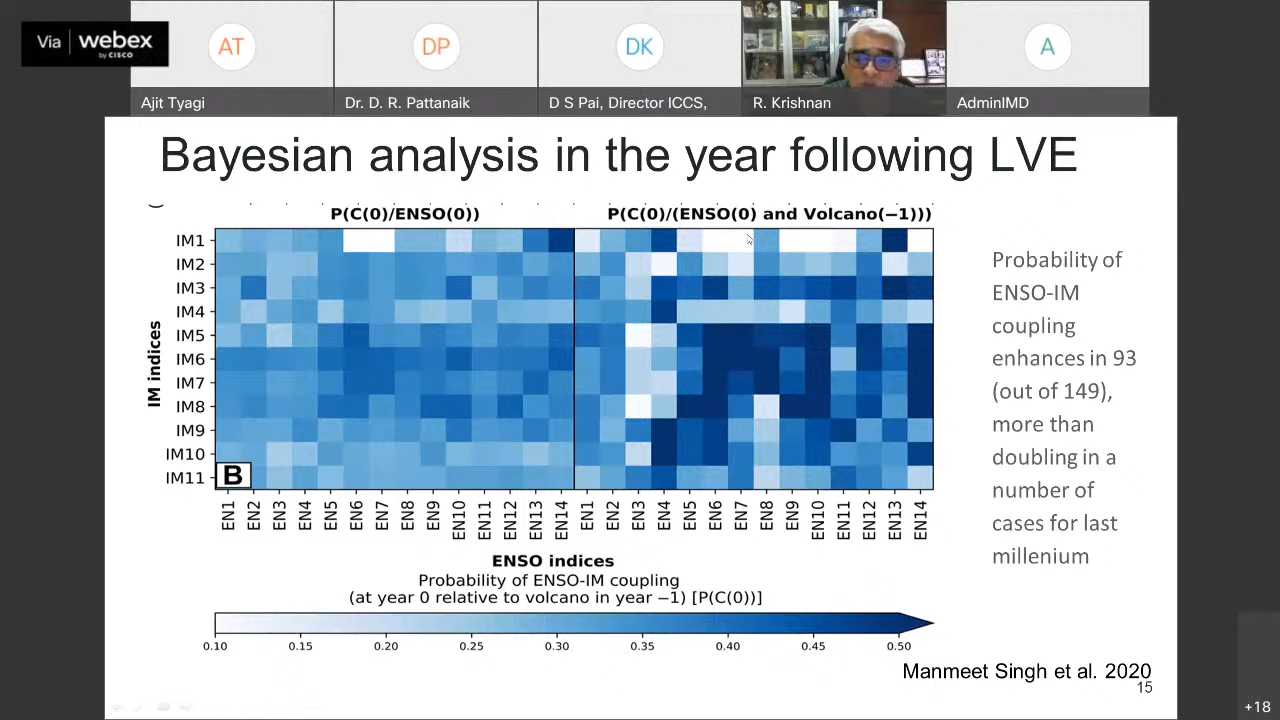 Via webex
by CISCO
AT
DP
DK
A
Ajit Tyagi
Dr. D. R. Pattanaik
D S Pai, Director ICCS,
R. Krishnan
AdminIMD
Bayesian analysis in the year following LVE
P(C(0)/ENSO(0))
P(C(0)/(ENSO(0) and Volcano(−1)))
IM1
IM2
IM3
IM4
IM5
IM6
IM7
IM8
IM9
IM10
IM11
IM indices
B
EN1 EN2 EN3 EN4 EN5 EN6 EN7 EN8 EN9 EN10 EN11 EN12 EN13 EN14 EN1 EN2 EN3 EN4 EN5 EN6 EN7 EN8 EN9 EN10 EN11 EN12 EN13 EN14
ENSO indices
Probability of ENSO-IM coupling
(at year 0 relative to volcano in year −1) [P(C(0))]
0.10 0.15 0.20 0.25 0.30 0.35 0.40 0.45 0.50
Probability of
ENSO-IM
coupling
enhances in 93
(out of 149),
more than
doubling in a
number of
cases for last
millenium
Manmeet Singh et al. 2020
15
+18